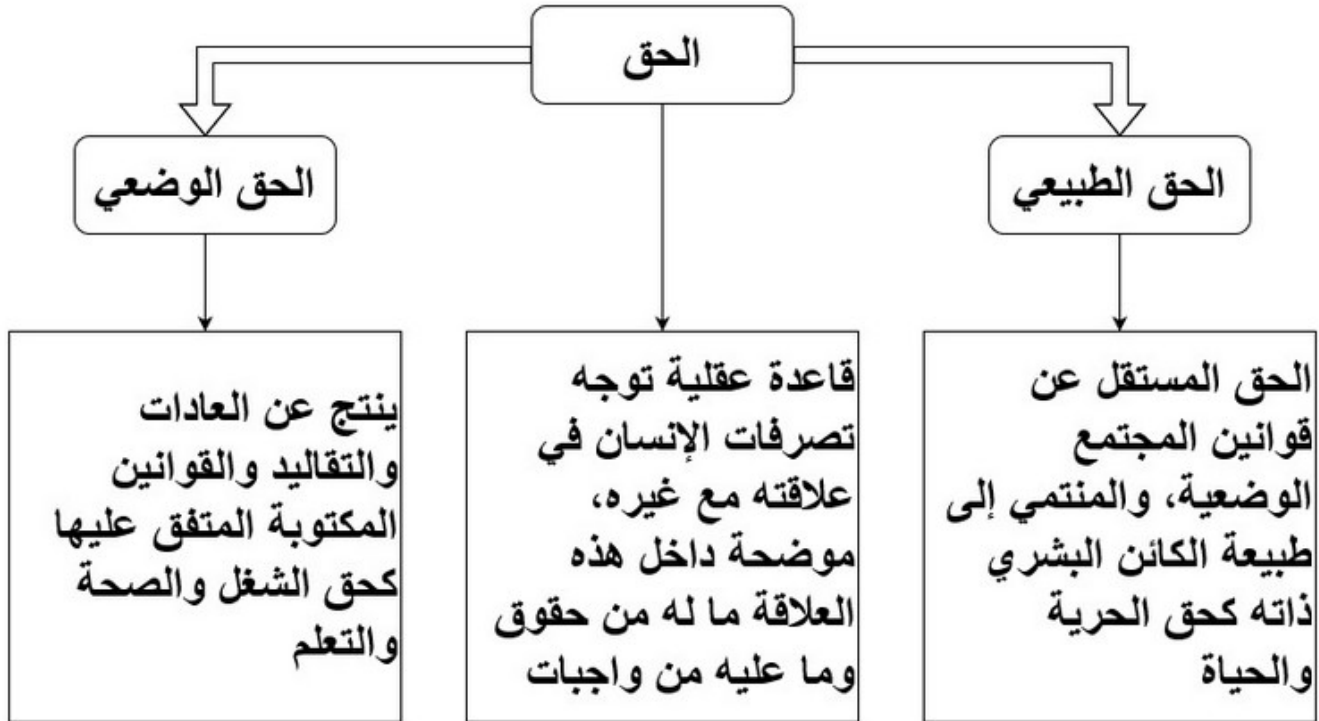 الحق
الحق الطبيعي
الحق الوضعي
الحق المستقل عن
قوانين المجتمع
الوضعية، والمنتمي إلى
طبيعة الكائن البشري
ذاته كحق الحرية
والحياة
قاعدة عقلية توجه
تصرفات الإنسان في
علاقته مع غيره،
موضحة داخل هذه
العلاقة ما له من حقوق
وما عليه من واجبات
ينتج عن العادات
والتقاليد والقوانين
المكتوبة المتفق عليها
كحق الشغل والصحة
والتعلم